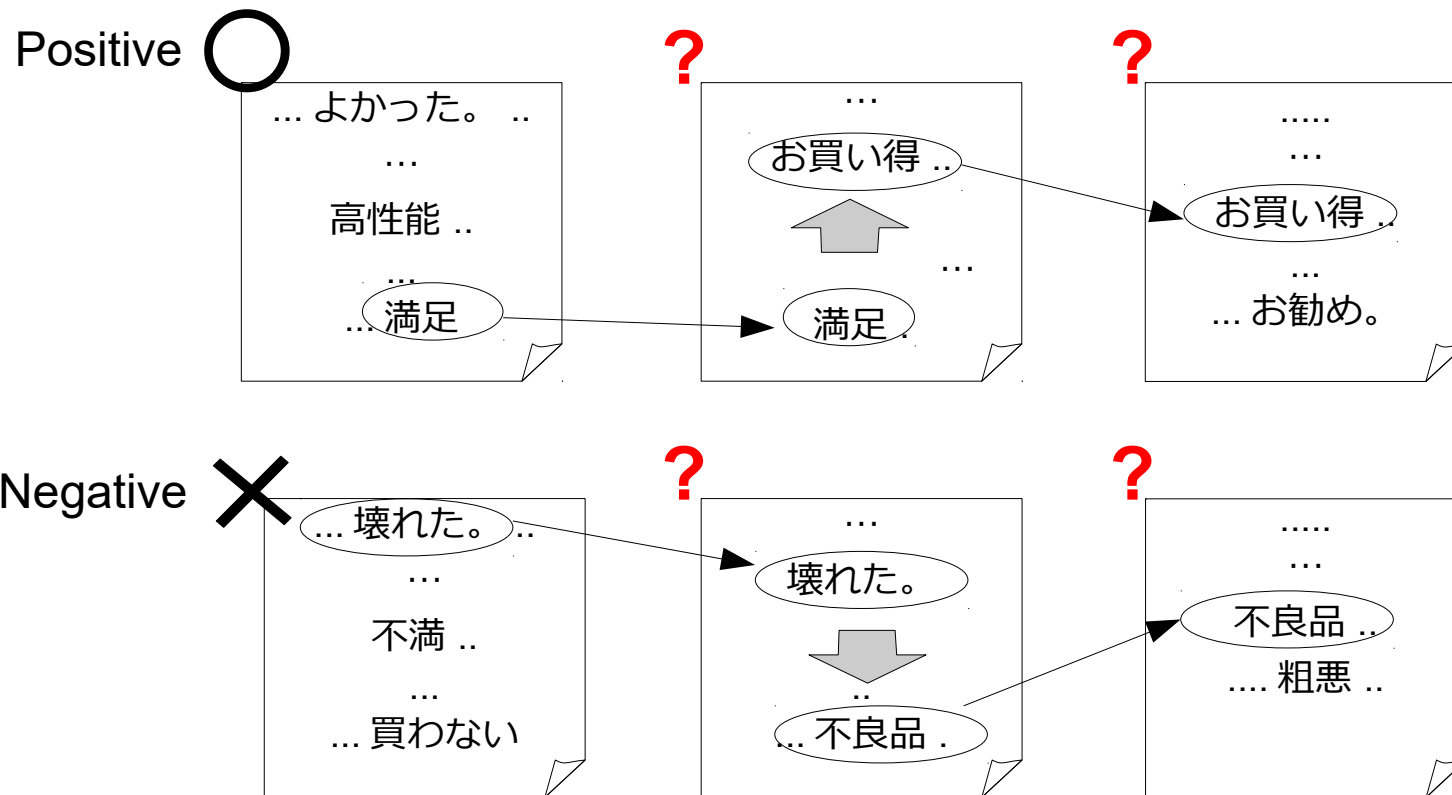 Positive
?
?
... よかった。 ..
...
高性能 ..
...
... 満足
...
お買い得 ..
...
満足 .
.....
...
お買い得 ..
...
... お勧め。
Negative
?
?
... 壊れた。 ..
...
不満 ..
...
... 買わない
...
壊れた。
..
... 不良品 .
.....
...
不良品 ..
.... 粗悪 ..